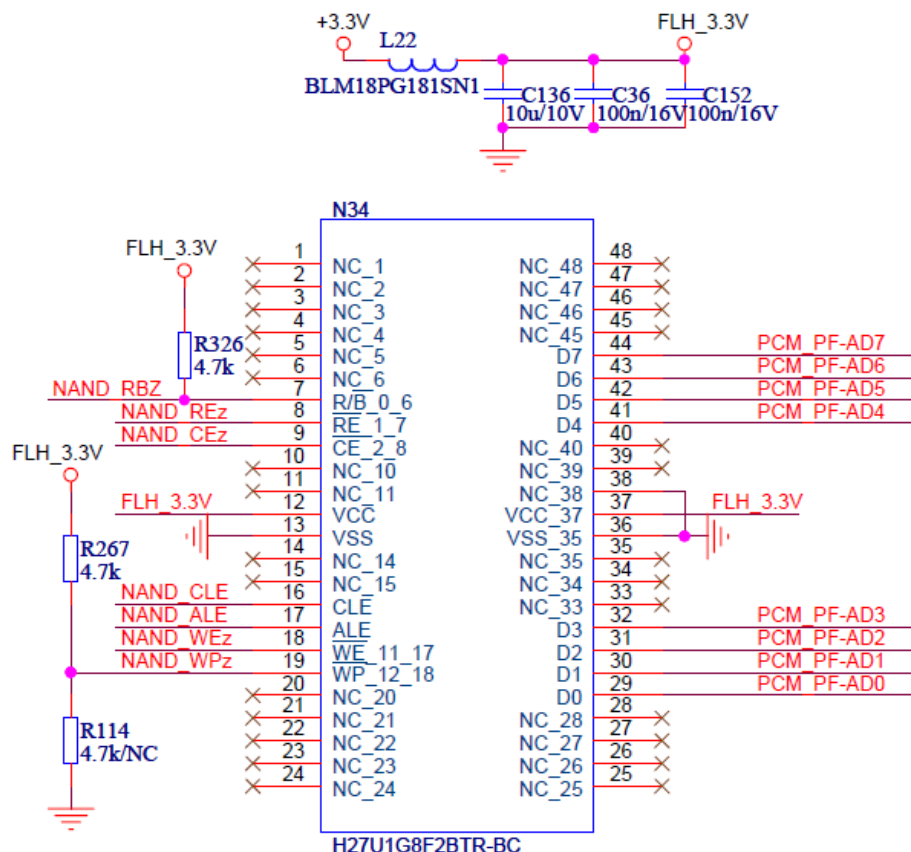 +3.3V
L22
FLH_3.3V
BLM18PG181SN1
C136
10u/10V
C36
100n/16V
C152
100n/16V
N34
FLH_3.3V
R326
4.7k
NAND_RBZ
NAND_REz
NAND_CEz
FLH_3.3V
FLH_3.3V
R267
4.7k
NAND_CLE
NAND_ALE
NAND_WEz
NAND_WPz
R114
4.7k/NC
1 NC_1
2 NC_2
3 NC_3
4 NC_4
5 NC_5
6 NC_6
7 R/B_0_6
8 RE_1_7
9 CE_2_8
10 NC_10
11 NC_11
12 VCC
13 VSS
14 NC_14
15 NC_15
16 CLE
17 ALE
18 WE_11_17
19 WP_12_18
20 NC_20
21 NC_21
22 NC_22
23 NC_23
24 NC_24
NC_48 48
NC_47 47
NC_46 46
NC_45 45
D7 44 PCM_PF-AD7
D6 43 PCM_PF-AD6
D5 42 PCM_PF-AD5
D4 41 PCM_PF-AD4
NC_40 40
NC_39 39
NC_38 38
VCC_37 37 FLH_3.3V
VSS_35 36
NC_35 35
NC_34 34
NC_33 33
D3 32 PCM_PF-AD3
D2 31 PCM_PF-AD2
D1 30 PCM_PF-AD1
D0 29 PCM_PF-AD0
NC_28 28
NC_27 27
NC_26 26
NC_25 25
H27U1G8F2BTR-BC